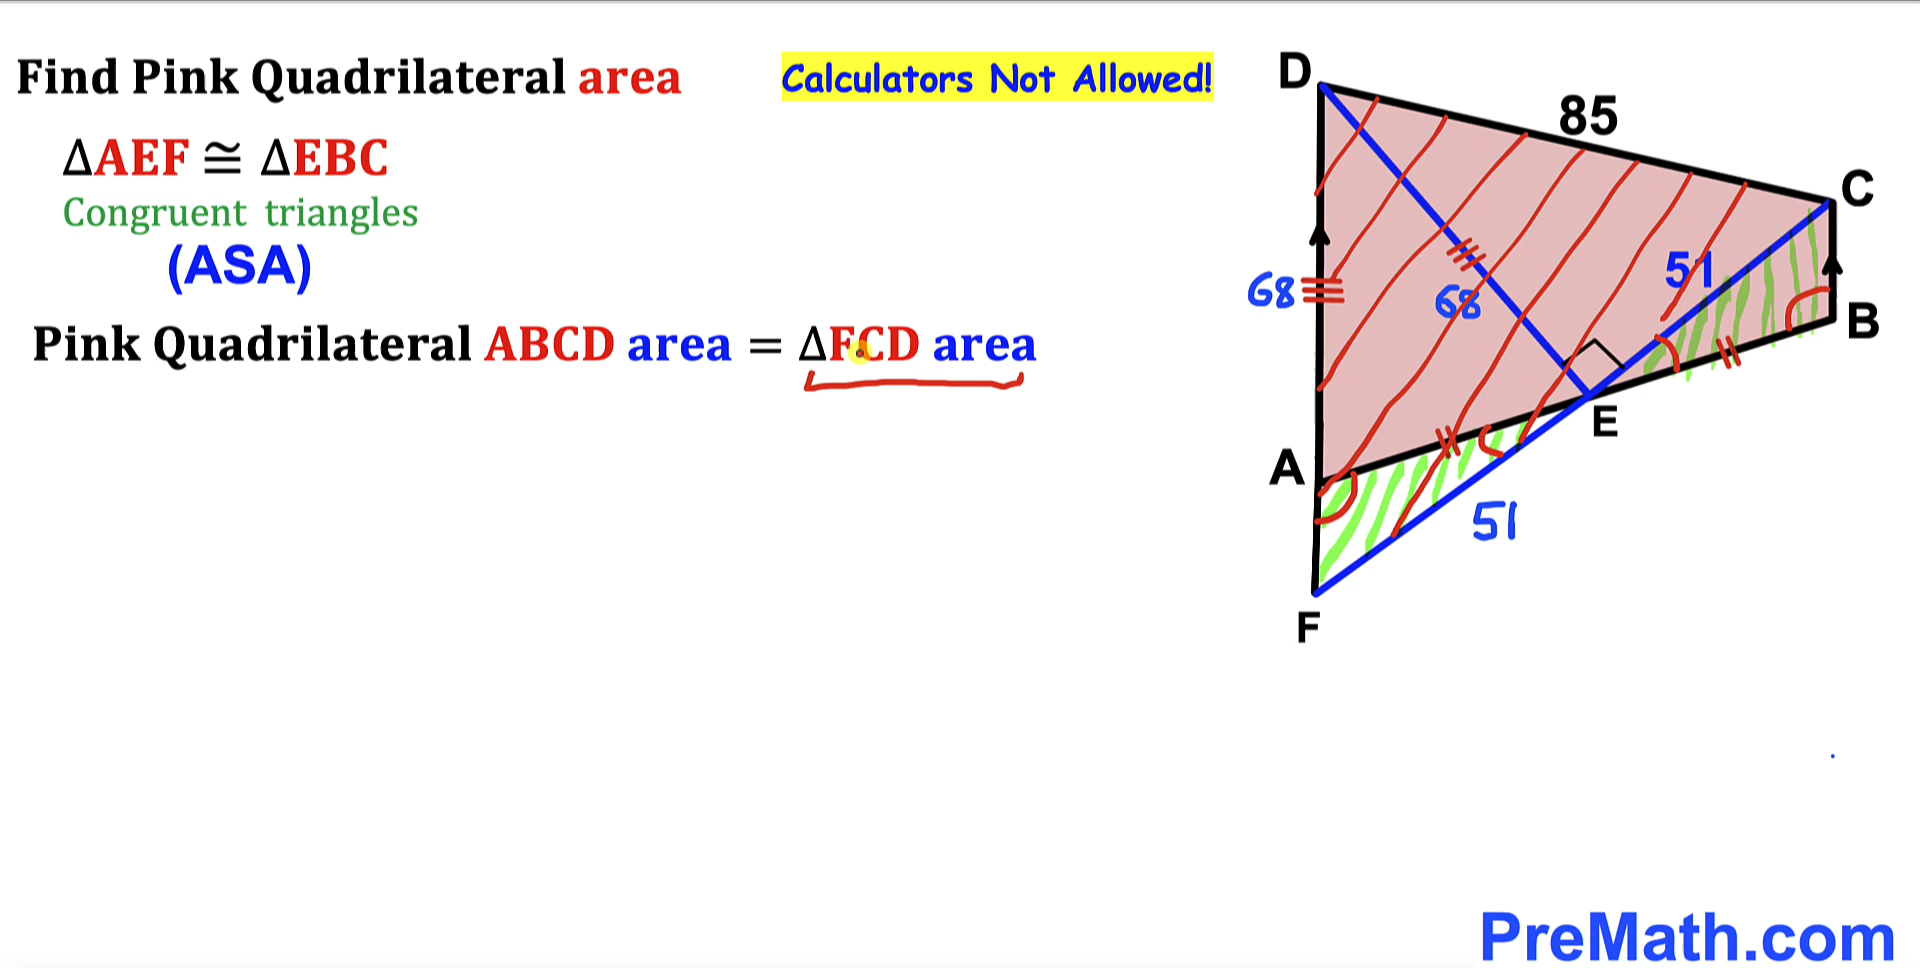 Find Pink Quadrilateral area
Calculators Not Allowed!
ΔAEF ≅ ΔEBC
Congruent triangles
(ASA)
Pink Quadrilateral ABCD area = ΔFCD area
D
85
C
51
68
68
B
E
A
51
F
PreMath.com